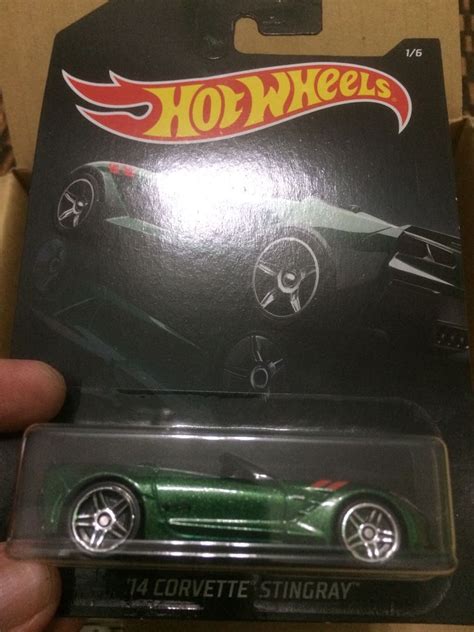 1/6
HOT WHEELS
'14 CORVETTE STINGRAY